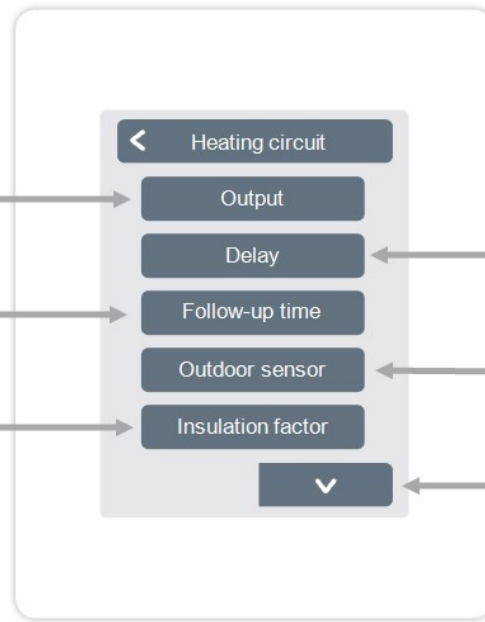 Heating circuit
Output
Delay
Follow-up time
Outdoor sensor
Insulation factor